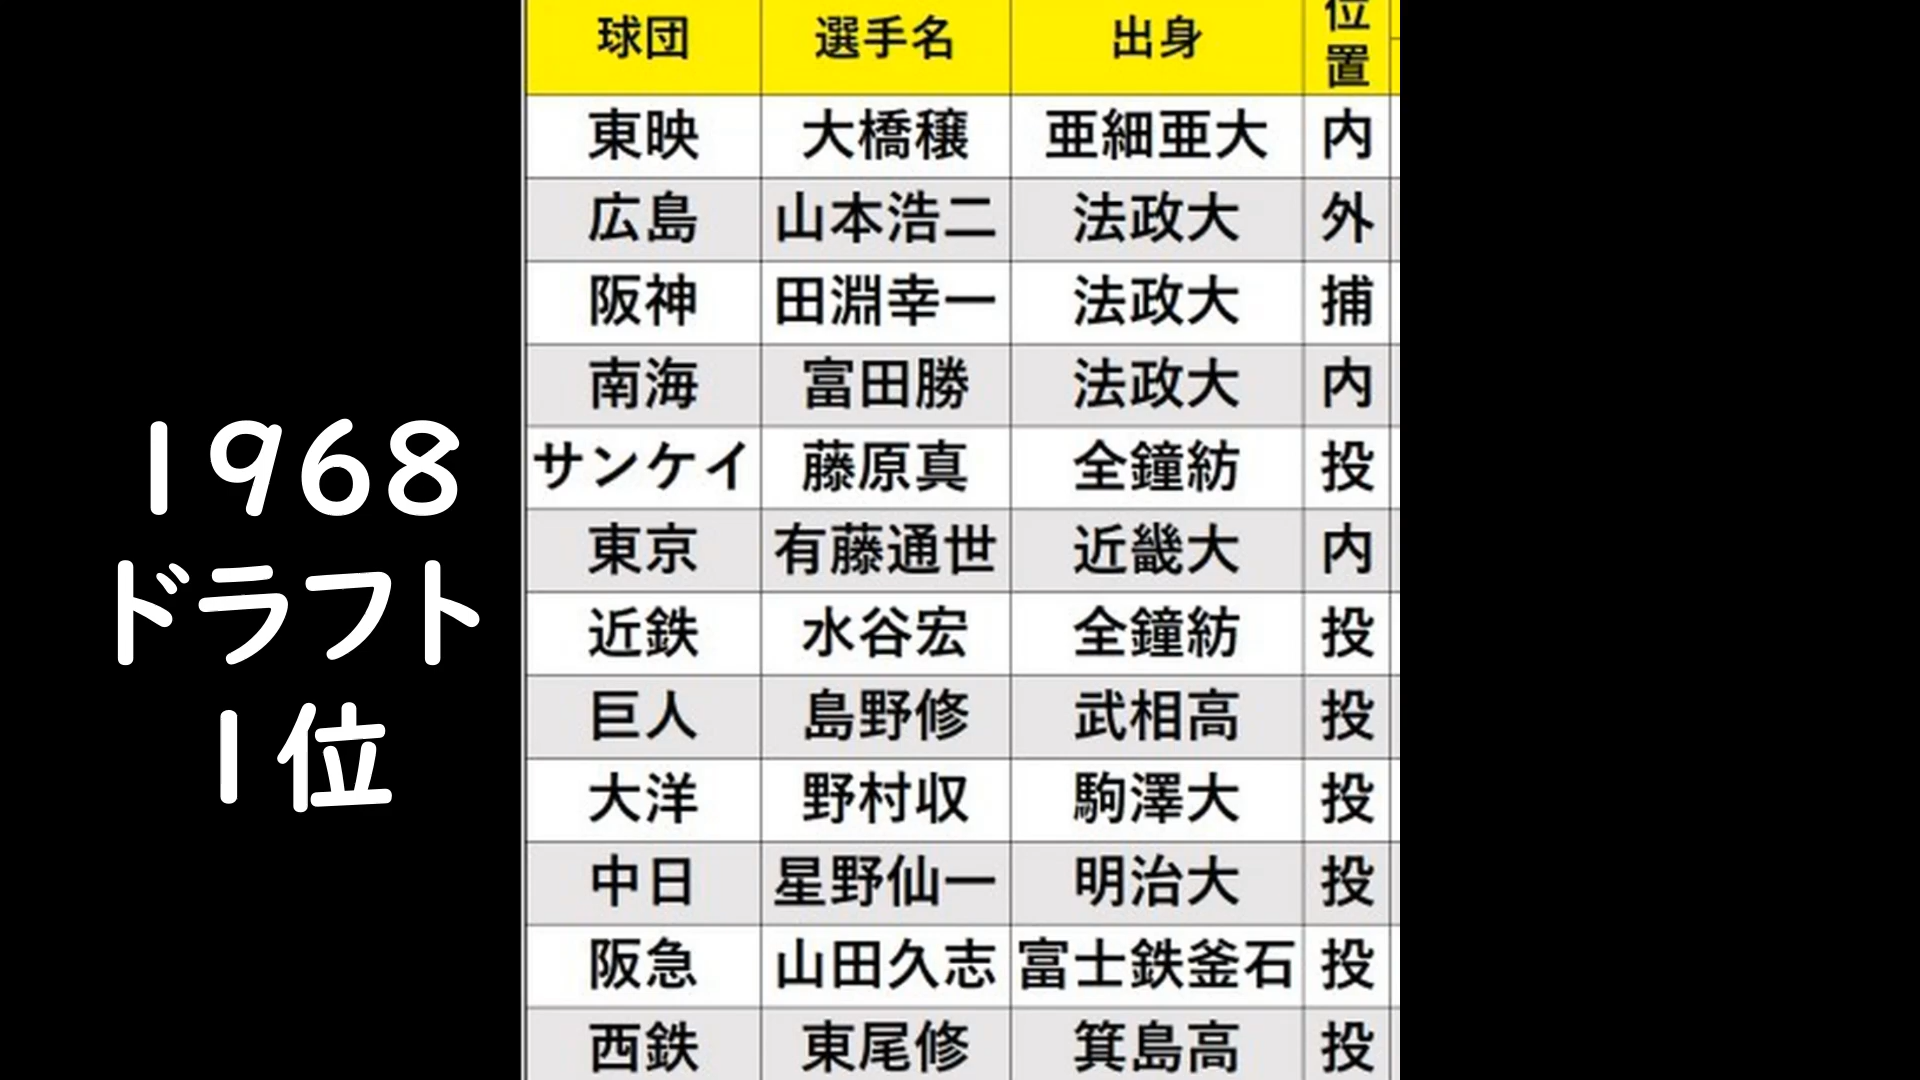 1968
ドラフト
1位
球団 選手名 出身 位置
東映 大橋穣 亜細亜大 内
広島 山本浩二 法政大 外
阪神 田淵幸一 法政大 捕
南海 富田勝 法政大 内
サンケイ 藤原真 全鐘紡 投
東京 有藤通世 近畿大 内
近鉄 水谷宏 全鐘紡 投
巨人 島野修 武相高 投
大洋 野村収 駒澤大 投
中日 星野仙一 明治大 投
阪急 山田久志 富士鉄釜石 投
西鉄 東尾修 箕島高 投